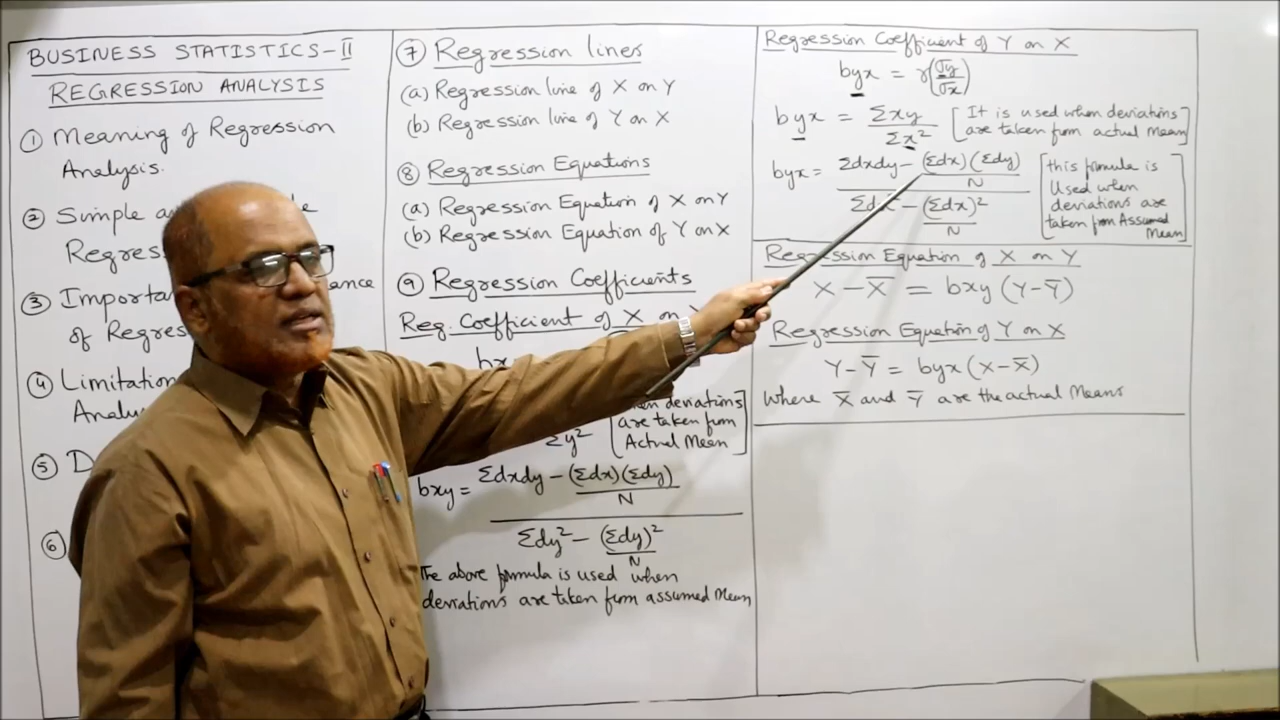 BUSINESS STATISTICS-II
REGRESSION ANALYSIS
① Meaning of Regression
Analysis.
② Simple
Regres
③ Importa
of Regres
④ Limitation
Analy
⑤ D
⑥
⑦ Regression lines
(a) Regression line of X on Y
(b) Regression line of Y on X
⑧ Regression Equations
(a) Regression Equation of X on Y
(b) Regression Equation of Y on X
⑨ Regression Coefficients
Reg. Coefficient of X on Y
bx
deviations
Σy² are taken from
Actual Mean
bxy = Σdxdy - (Σdx)(Σdy)
N
Σdy² - (Σdy)²
N
The above formula is used when
deviations are taken from assumed Mean
Regression Coefficient of Y on X
byx = r(σy/σx)
byx = Σxy/Σx² [It is used when deviations
are taken from actual Mean]
byx = Σdxdy - (Σdx)(Σdy)
N
- (Σdx)²
N
[this formula is
Used when
deviations are
taken from Assumed
Mean]
Regression Equation of X on Y
X - X̅ = bxy (Y - Y̅)
Regression Equation of Y on X
Y - Y̅ = byx (X - X̅)
Where X̅ and Y̅ are the actual Means